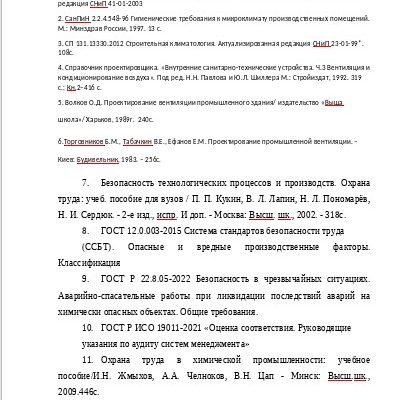 редакция СНиП 41-01-2003
2. СанПиН 2.2.4.548-96 Гигиенические требования к микроклимату производственных помещений.
М.: Минздрав России, 1997. 13 с.
3. СП 131.13330.2012 Строительная климатология. Актуализированная редакция СНиП 23-01-99*.
108с.
4. Справочник проектировщика. «Внутренние санитарно-технические устройства. Ч.3 Вентиляция и
кондиционирование воздуха». Под ред. Н.Н. Павлова и Ю.Л. Шиллера М.: Стройиздат, 1992. 319
с.; Кн.2–416 с.
5. Волков О.Д. Проектирование вентиляции промышленного здания/ издательство «Выща
школа»/Харьков, 1989г. 240с.
6.Торговников Б.М., Табачкин В.Е., Ефанов Е.М. Проектирование промышленной вентиляции. –
Киев: Будивельник, 1983. – 256с.
7. Безопасность технологических процессов и производств. Охрана
труда: учеб. пособие для вузов / П. П. Кукин, В. Л. Лапин, Н. Л. Пономарёв,
Н. И. Сердюк. - 2-е изд., испр. И доп. - Москва: Высш. шк., 2002. - 318с.
8. ГОСТ 12.0.003-2015 Система стандартов безопасности труда
(ССБТ). Опасные и вредные производственные факторы.
Классификация
9. ГОСТ Р 22.8.05-2022 Безопасность в чрезвычайных ситуациях.
Аварийно-спасательные работы при ликвидации последствий аварий на
химически опасных объектах. Общие требования.
10. ГОСТ Р ИСО 19011-2021 «Оценка соответствия. Руководящие
указания по аудиту систем менеджмента»
11. Охрана труда в химической промышленности: учебное
пособие/И.Н. Жмыхов, А.А. Челноков, В.Н. Цап - Минск: Высш.шк.,
2009.446с.